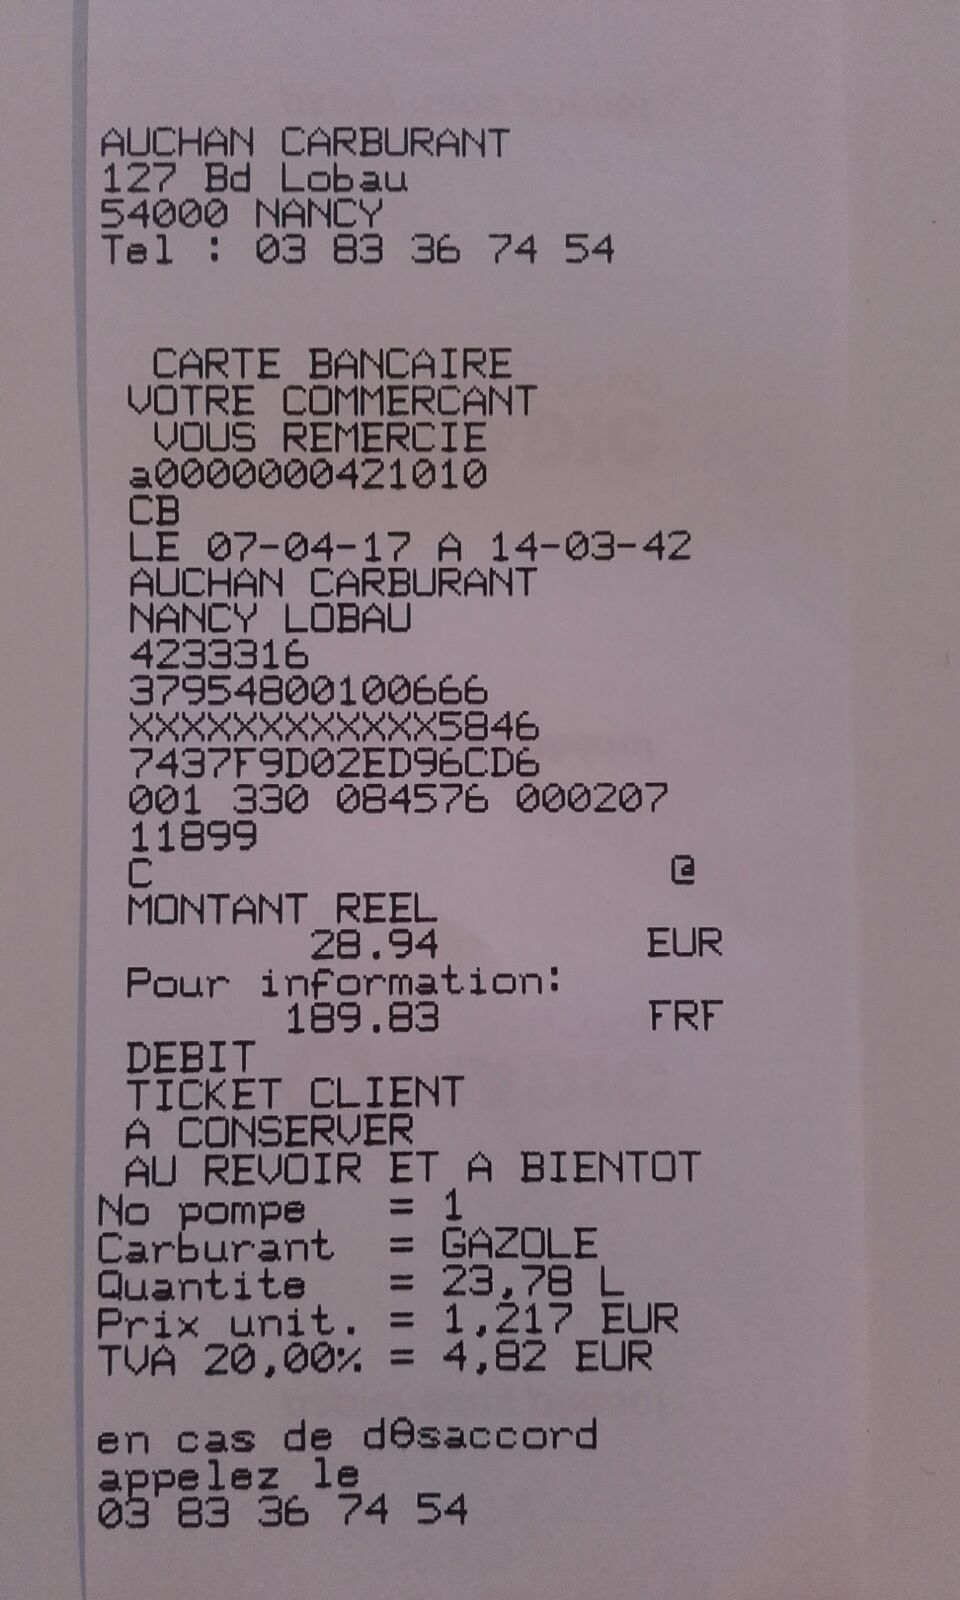 AUCHAN CARBURANT
127 Bd Lobau
54000 NANCY
Tel : 03 83 36 74 54
CARTE BANCAIRE
VOTRE COMMERCANT
VOUS REMERCIE
a0000000421010
CB
LE 07-04-17 A 14-03-42
AUCHAN CARBURANT
NANCY LOBAU
4233316
37954800100666
XXXXXXXXXXXX5846
7437F9D02ED96CD6
001 330 084576 000207
11899
C @
MONTANT REEL
28.94 EUR
Pour information:
189.83 FRF
DEBIT
TICKET CLIENT
A CONSERVER
AU REVOIR ET A BIENTOT
No pompe = 1
Carburant = GAZOLE
Quantite = 23,78 L
Prix unit. = 1,217 EUR
TVA 20,00% = 4,82 EUR
en cas de dθsaccord
appelez le
03 83 36 74 54